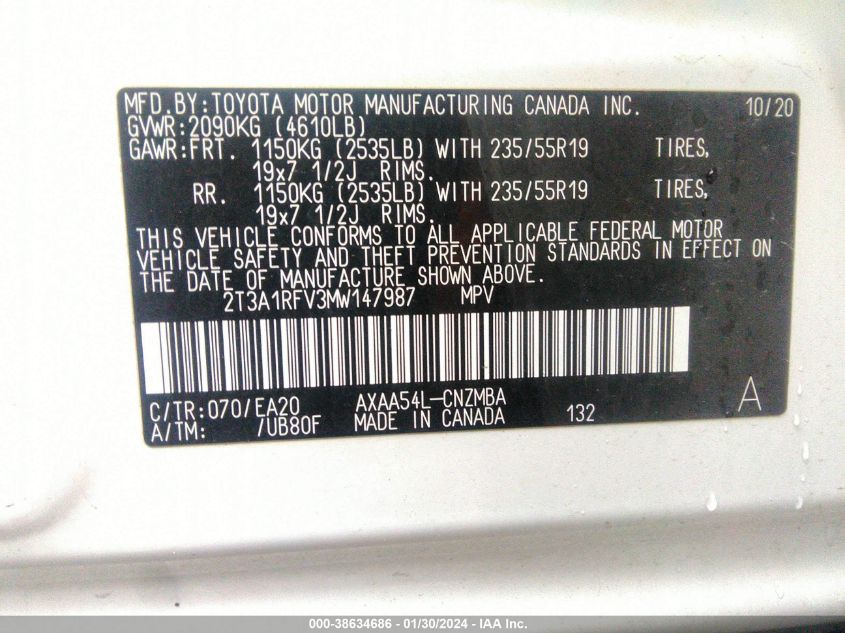 MFD.BY:TOYOTA MOTOR MANUFACTURING CANADA INC. 10/20
GVWR:2090KG (4610LB)
GAWR:FRT. 1150KG (2535LB) WITH 235/55R19 TIRES,
19x7 1/2J RIMS.
RR. 1150KG (2535LB) WITH 235/55R19 TIRES,
19x7 1/2J RIMS.
THIS VEHICLE CONFORMS TO ALL APPLICABLE FEDERAL MOTOR
VEHICLE SAFETY AND THEFT PREVENTION STANDARDS IN EFFECT ON
THE DATE OF MANUFACTURE SHOWN ABOVE.
2T3A1RFV3MW147987 MPV
C/TR:070/EA20 AXAA54L-CNZMBA A
A/TM: /UB80F MADE IN CANADA 132
000-38634686 - 01/30/2024 - IAA Inc.